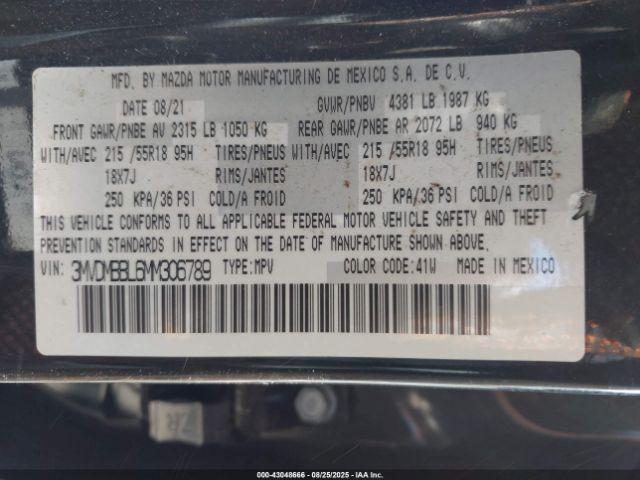 MFD. BY MAZDA MOTOR MANUFACTURING DE MEXICO S.A. DE C.V.
DATE 08/21 GVWR/PNBV 4381 LB 1987 KG
FRONT GAWR/PNBE AV 2315 LB 1050 KG REAR GAWR/PNBE AR 2072 LB 940 KG
WITH/AVEC 215 /55R18 95H TIRES/PNEUS WITH/AVEC 215 /55R18 95H TIRES/PNEUS
18X7J RIMS/JANTES 18X7J RIMS/JANTES
250 KPA/36 PSI COLD/A FROID 250 KPA/36 PSI COLD/A FROID
THIS VEHICLE CONFORMS TO ALL APPLICABLE FEDERAL MOTOR VEHICLE SAFETY AND THEFT
PREVENTION STANDARDS IN EFFECT ON THE DATE OF MANUFACTURE SHOWN ABOVE.
VIN: 3MVDMBBL6MM306789 TYPE:MPV COLOR CODE:41W MADE IN MEXICO
000-43048666 - 08/25/2025 - IAA Inc.